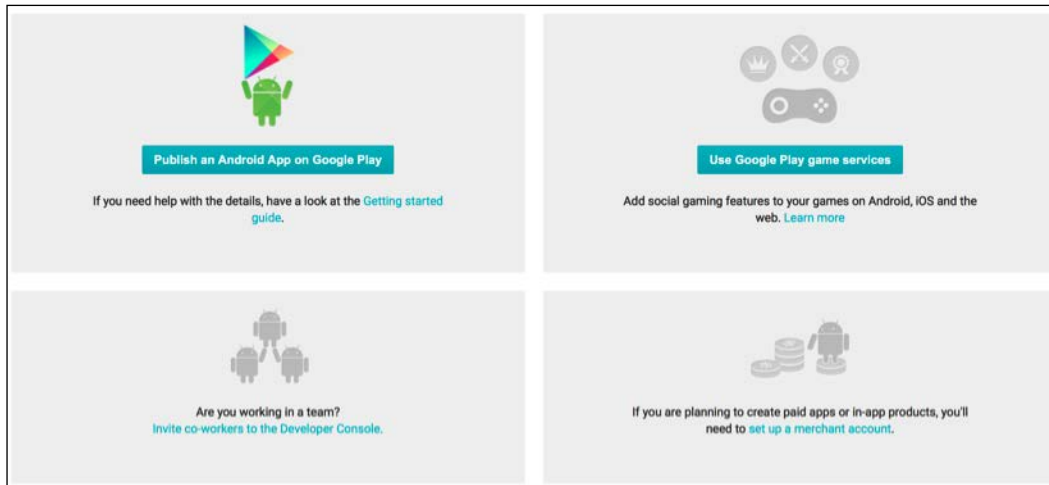 Publish an Android App on Google Play
If you need help with the details, have a look at the Getting started
guide.
Use Google Play game services
Add social gaming features to your games on Android, iOS and the
web. Learn more
Are you working in a team?
Invite co-workers to the Developer Console.
If you are planning to create paid apps or in-app products, you'll
need to set up a merchant account.